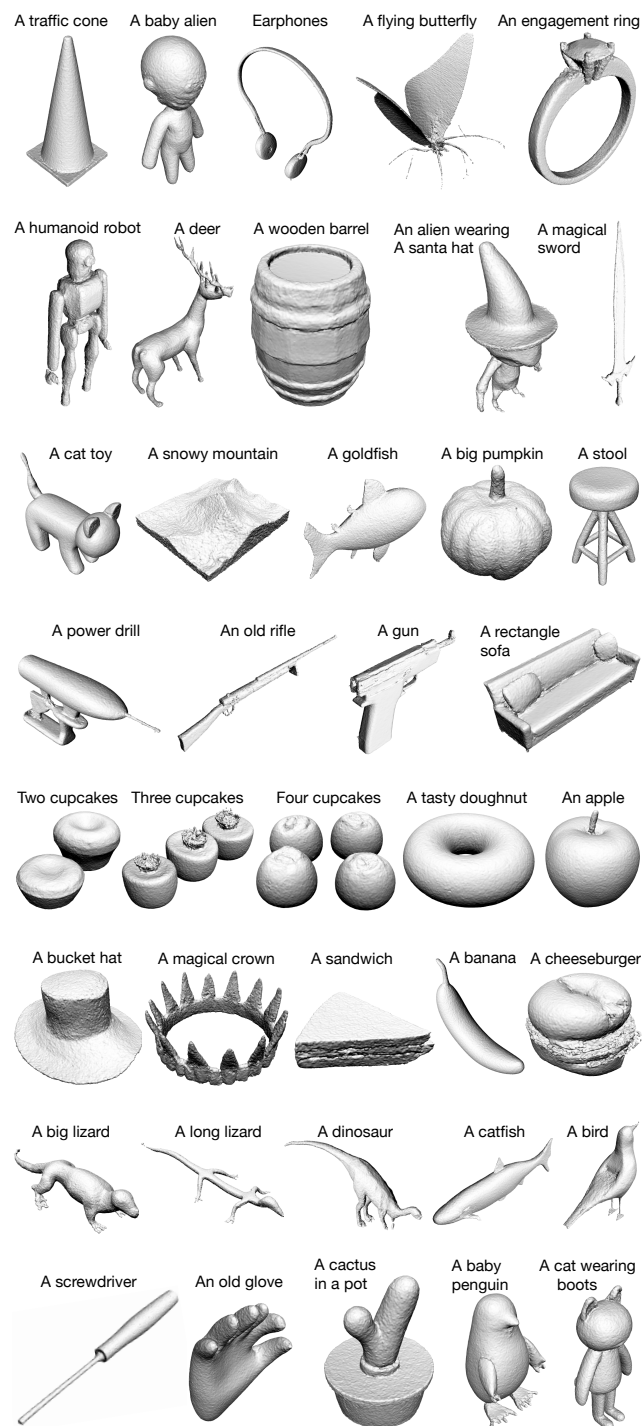 A traffic cone
A baby alien
Earphones
A flying butterfly
An engagement ring
A humanoid robot
A deer
A wooden barrel
An alien wearing
A santa hat
A magical
sword
A cat toy
A snowy mountain
A goldfish
A big pumpkin
A stool
A power drill
An old rifle
A gun
A rectangle
sofa
Two cupcakes
Three cupcakes
Four cupcakes
A tasty doughnut
An apple
A bucket hat
A magical crown
A sandwich
A banana
A cheeseburger
A big lizard
A long lizard
A dinosaur
A catfish
A bird
A screwdriver
An old glove
A cactus
in a pot
A baby
penguin
A cat wearing
boots